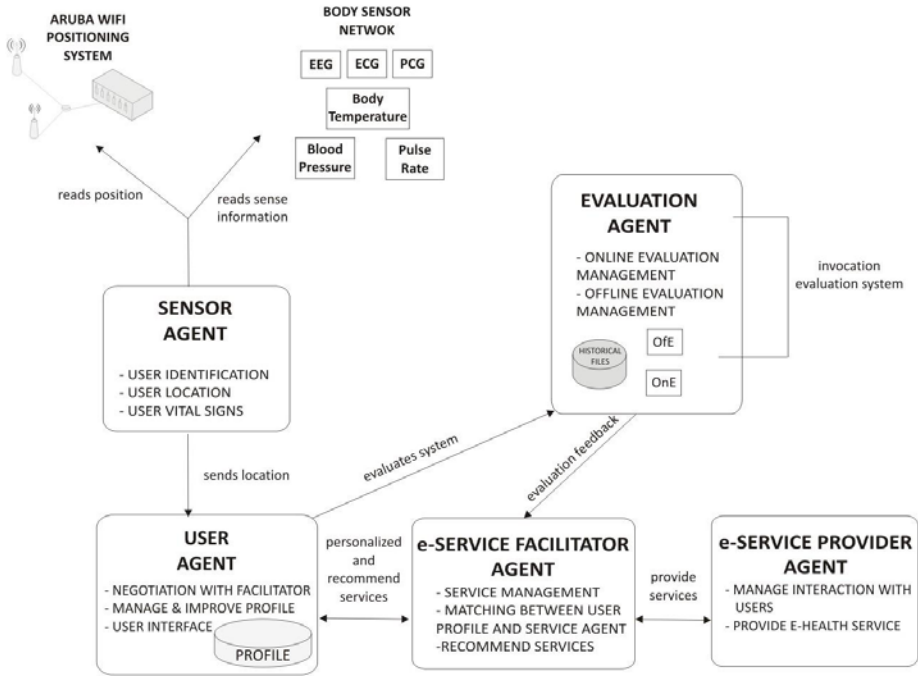 ARUBA WIFI
POSITIONING
SYSTEM
BODY SENSOR
NETWOK
EEG
ECG
PCG
Body
Temperature
Blood
Pressure
Pulse
Rate
reads position
reads sense
information
EVALUATION
AGENT
- ONLINE EVALUATION
MANAGEMENT
- OFFLINE EVALUATION
MANAGEMENT
HISTORICAL
FILES
OfE
OnE
invocation
evaluation system
SENSOR
AGENT
- USER IDENTIFICATION
- USER LOCATION
- USER VITAL SIGNS
sends location
evaluates system
evaluation feedback
USER
AGENT
- NEGOTIATION WITH FACILITATOR
- MANAGE & IMPROVE PROFILE
- USER INTERFACE
PROFILE
personalized
and
recommend
services
e-SERVICE FACILITATOR
AGENT
- SERVICE MANAGEMENT
- MATCHING BETWEEN USER
PROFILE AND SERVICE AGENT
-RECOMMEND SERVICES
provide
services
e-SERVICE PROVIDER
AGENT
- MANAGE INTERACTION WITH
USERS
- PROVIDE E-HEALTH SERVICE